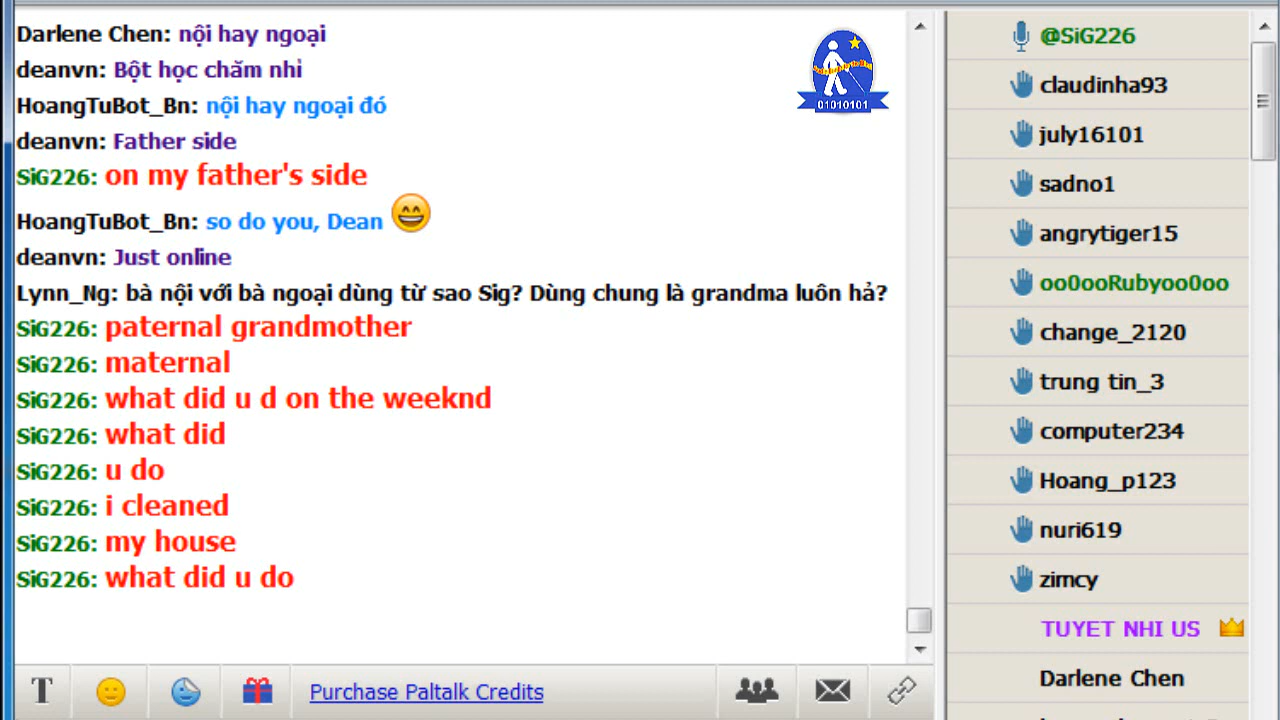 Darlene Chen: nội hay ngoại
deanvn: Bột học chăm nhỉ
HoangTuBot_Bn: nội hay ngoại đó
deanvn: Father side
SiG226: on my father's side
HoangTuBot_Bn: so do you, Dean
deanvn: Just online
Lynn_Ng: bà nội với bà ngoại dùng từ sao Sig? Dùng chung là grandma luôn hả?
SiG226: paternal grandmother
SiG226: maternal
SiG226: what did u d on the weeknd
SiG226: what did
SiG226: u do
SiG226: i cleaned
SiG226: my house
SiG226: what did u do
01010101
T
Purchase Paltalk Credits
@SiG226
claudinha93
july16101
sadno1
angrytiger15
oo0ooRubyoo0oo
change_2120
trung tin_3
computer234
Hoang_p123
nuri619
zimcy
TUYET NHI US
Darlene Chen